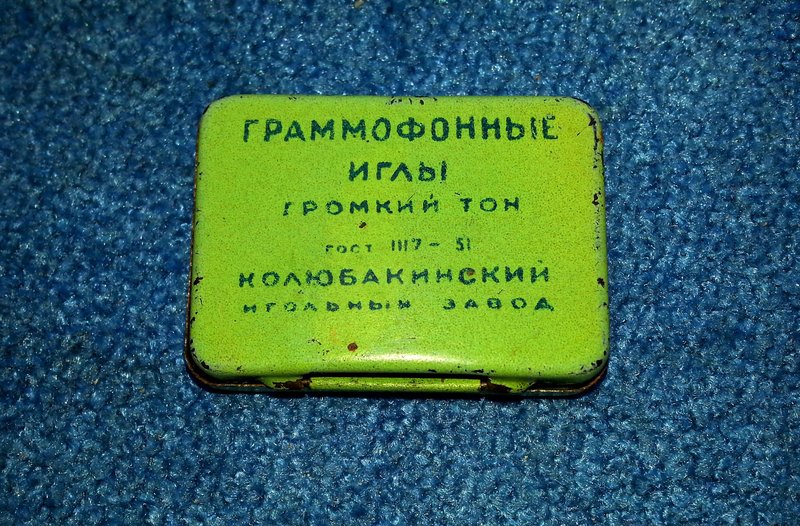 ГРАММОФОННЫЕ
ИГЛЫ
ГРОМКИЙ ТОН
ГОСТ 1117-51
КОЛЮБАКИНСКИЙ
ИГОЛЬНЫЙ ЗАВОД